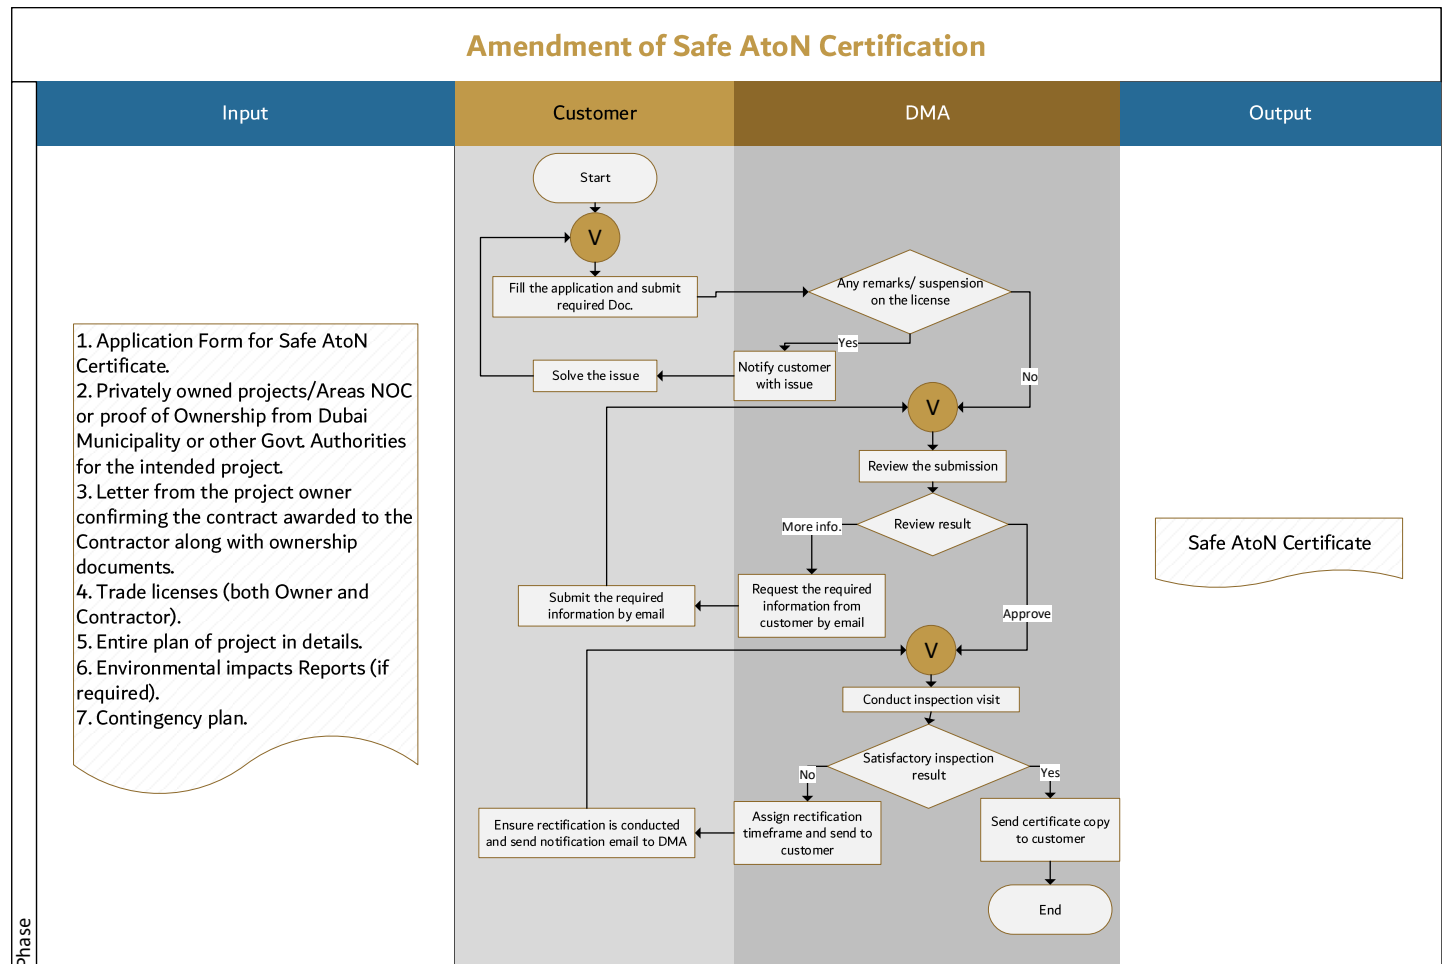 Amendment of Safe AtoN Certification
Input
Customer
DMA
Output
Start
V
Fill the application and submit
required Doc.
Any remarks/ suspension
on the license
Yes
No
Notify customer
with issue
Solve the issue
V
Review the submission
Review result
More info.
Approve
Request the required
information from
customer by email
Submit the required
information by email
V
Conduct inspection visit
Satisfactory inspection
result
No
Yes
Assign rectification
timeframe and send to
customer
Ensure rectification is conducted
and send notification email to DMA
Send certificate copy
to customer
End
1. Application Form for Safe AtoN
Certificate.
2. Privately owned projects/Areas NOC
or proof of Ownership from Dubai
Municipality or other Govt. Authorities
for the intended project.
3. Letter from the project owner
confirming the contract awarded to the
Contractor along with ownership
documents.
4. Trade licenses (both Owner and
Contractor).
5. Entire plan of project in details.
6. Environmental impacts Reports (if
required).
7. Contingency plan.
Safe AtoN Certificate
Phase